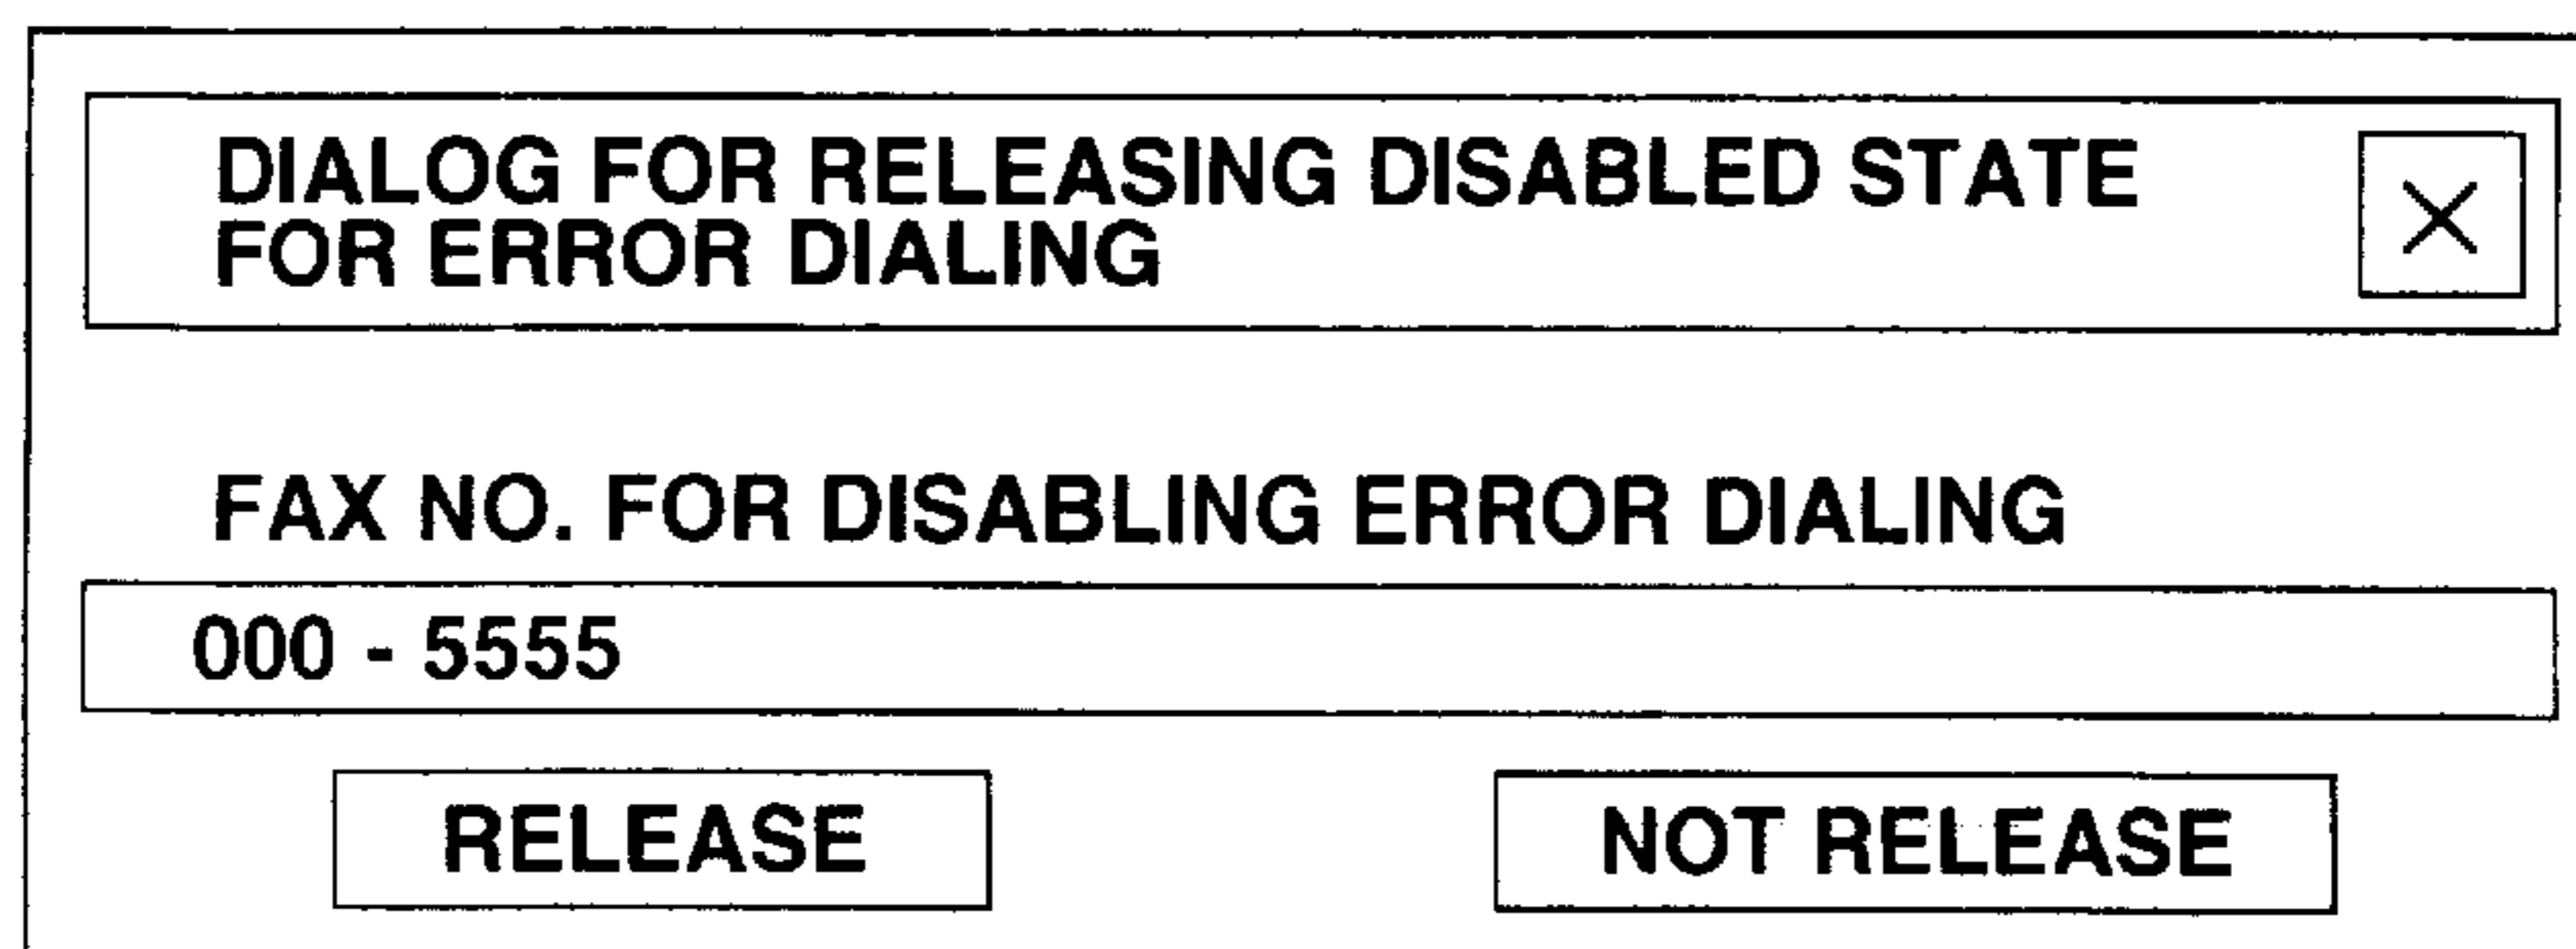 DIALOG FOR RELEASING DISABLED STATE
FOR ERROR DIALING
FAX NO. FOR DISABLING ERROR DIALING
000 - 5555
RELEASE
NOT RELEASE